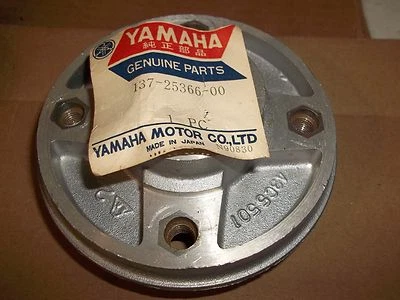 YAMAHA
純正部品
GENUINE PARTS
137-25366-00
1 PC
YAMAHA MOTOR CO.,LTD
MADE IN JAPAN N90830